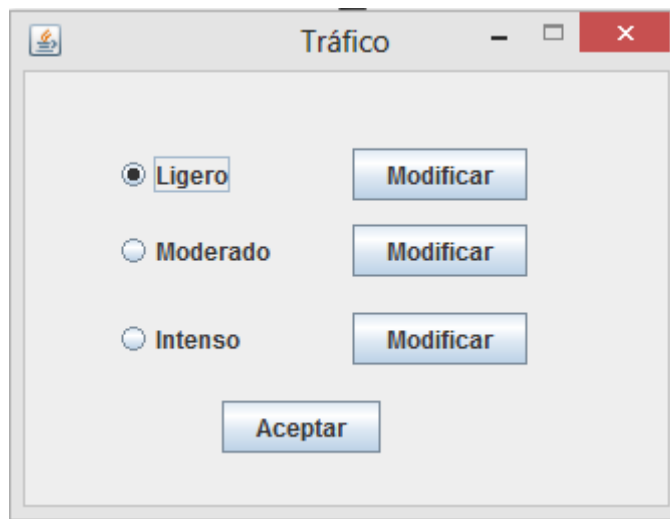 Tráfico
Ligero Modificar
Moderado Modificar
Intenso Modificar
Aceptar